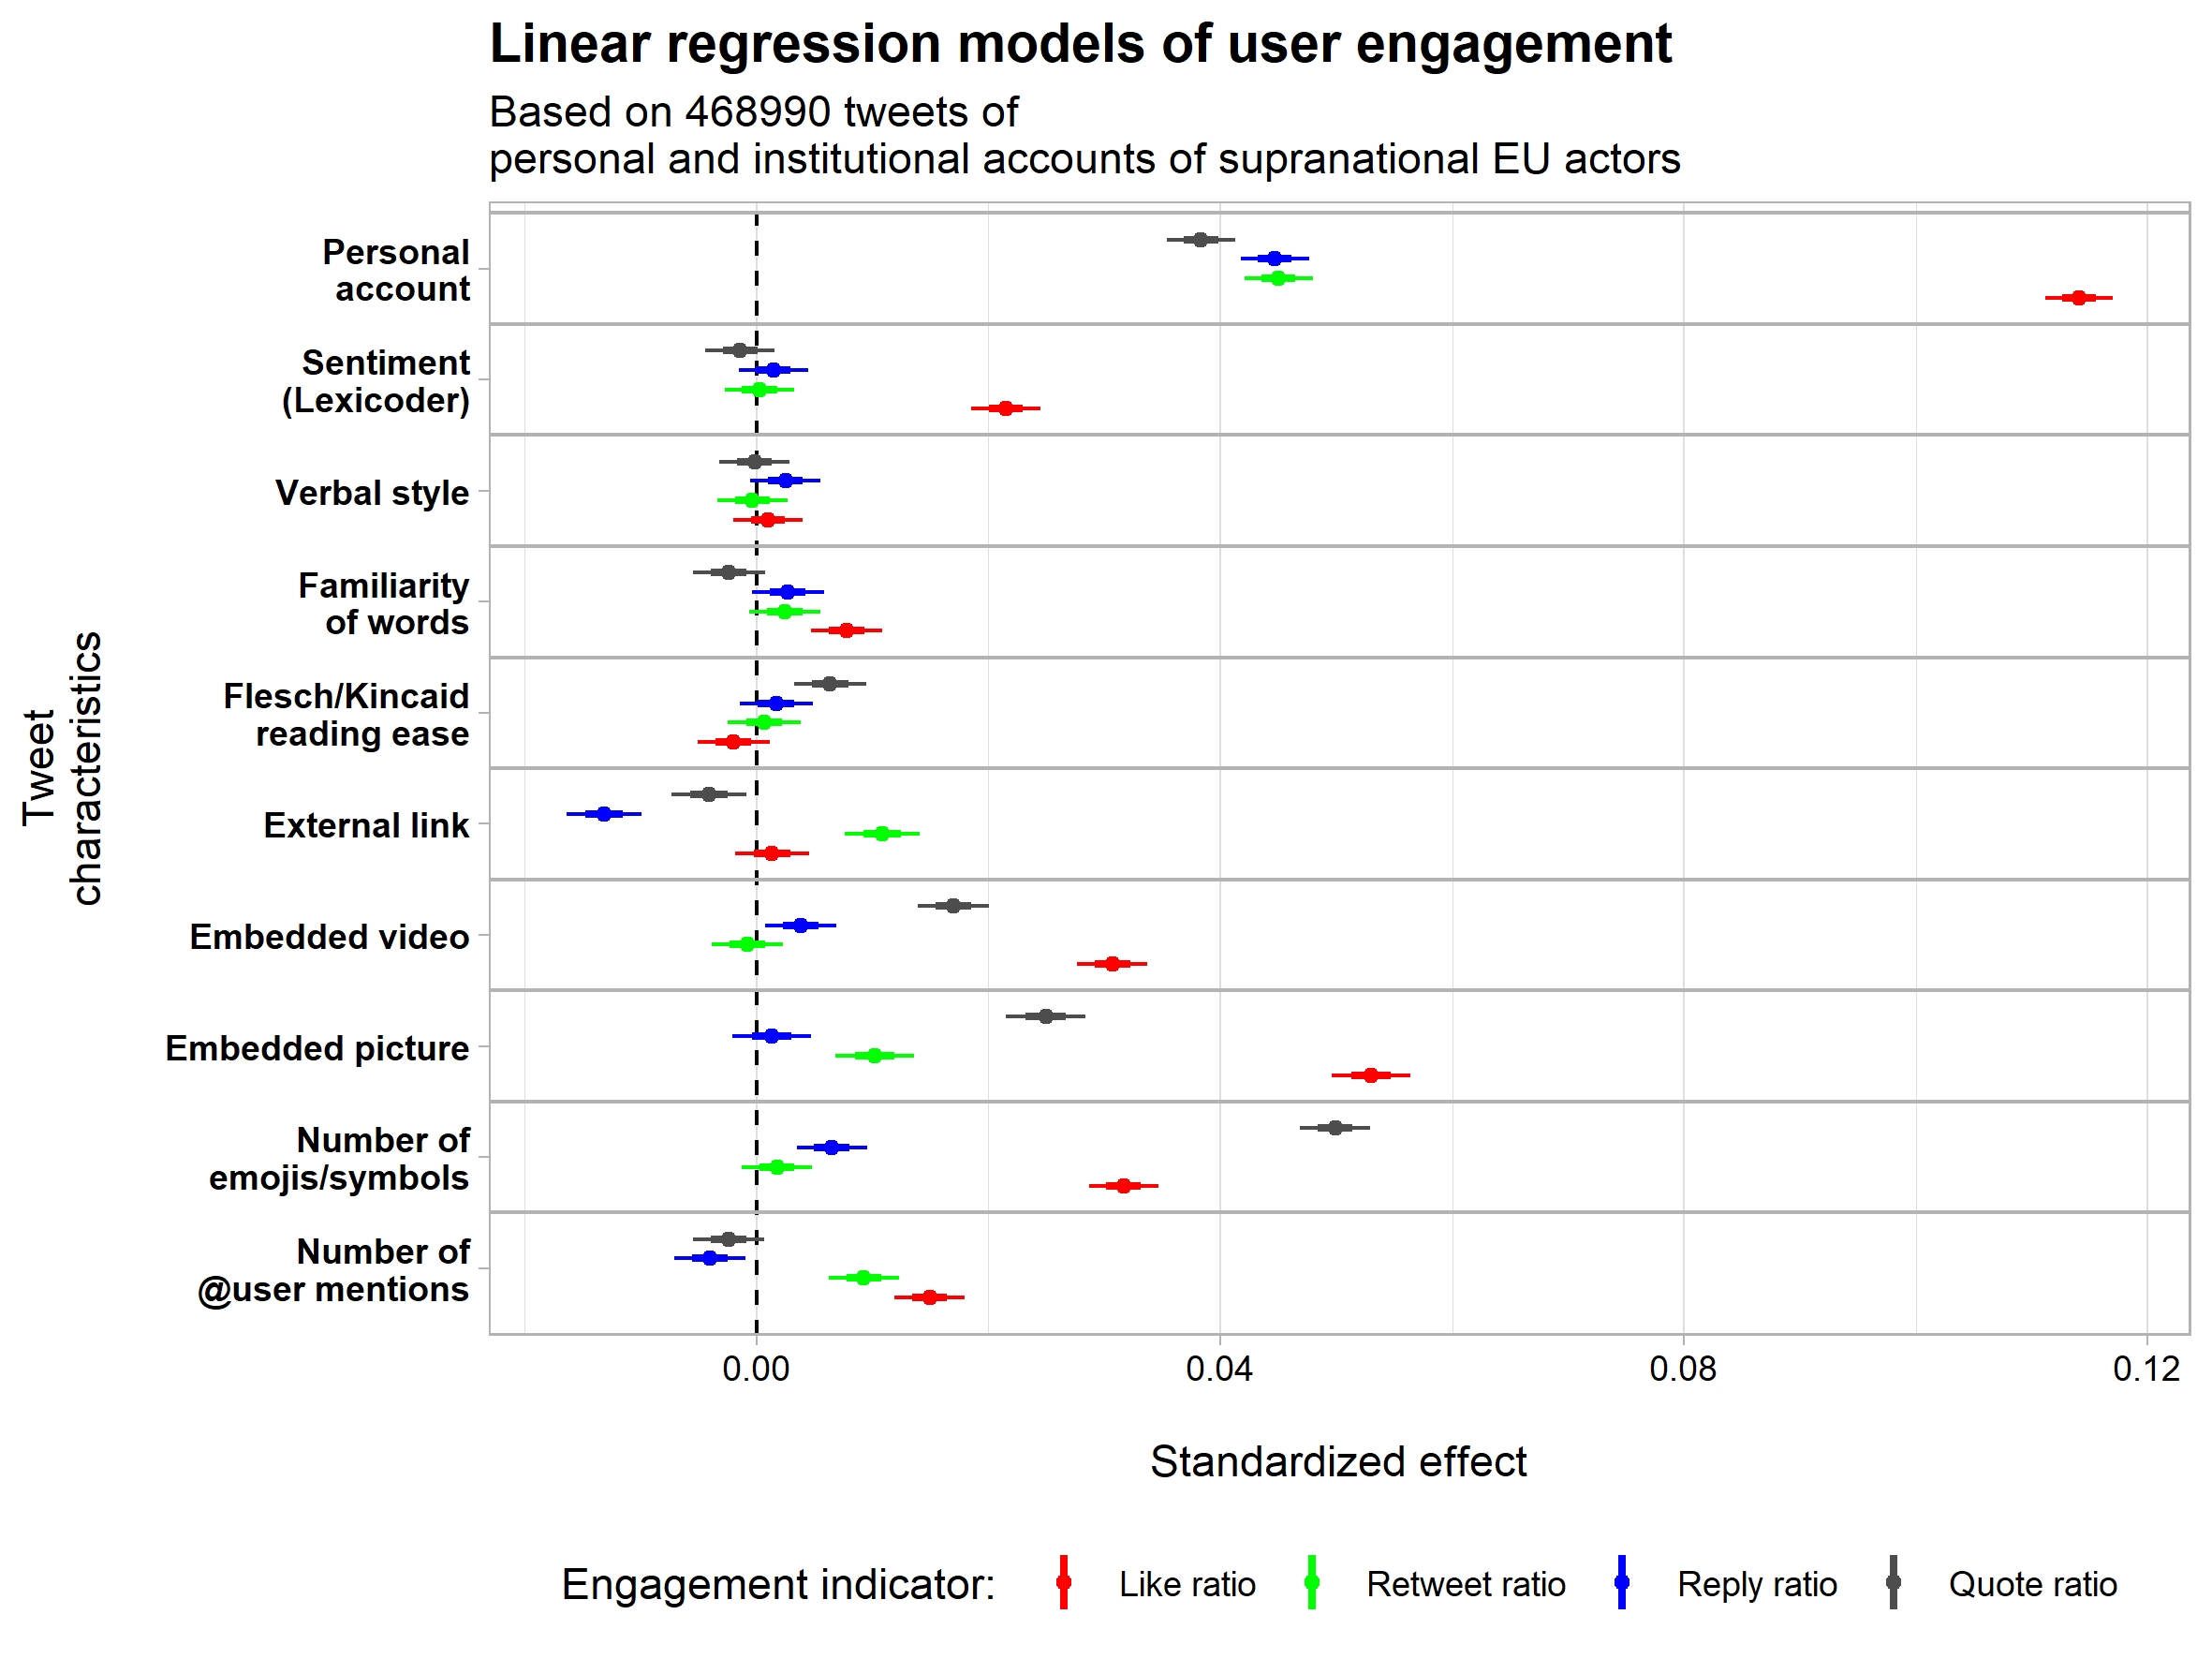 Linear regression models of user engagement
Based on 468990 tweets of
personal and institutional accounts of supranational EU actors
Tweet
characteristics
Personal
account
Sentiment
(Lexicoder)
Verbal style
Familiarity
of words
Flesch/Kincaid
reading ease
External link
Embedded video
Embedded picture
Number of
emojis/symbols
Number of
@user mentions
0.00 0.04 0.08 0.12
Standardized effect
Engagement indicator: Like ratio Retweet ratio Reply ratio Quote ratio